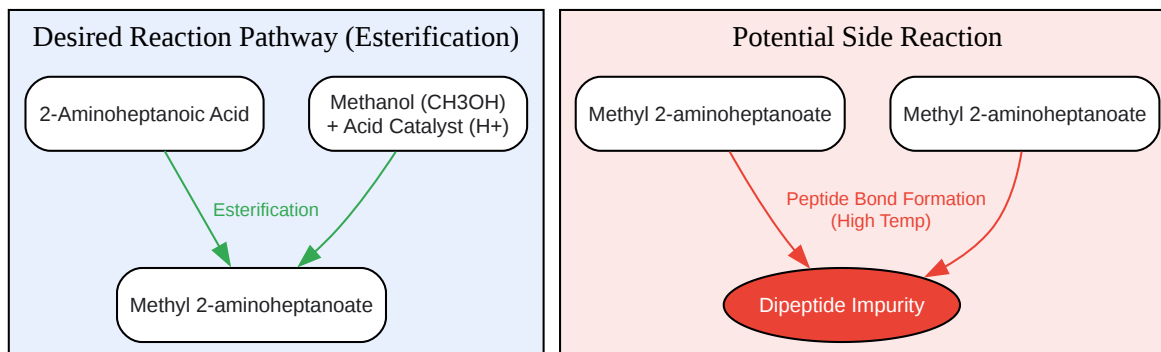 Desired Reaction Pathway (Esterification)
2-Aminoheptanoic Acid
Methanol (CH3OH)
+ Acid Catalyst (H+)
Esterification
Methyl 2-aminoheptanoate
Potential Side Reaction
Methyl 2-aminoheptanoate
Methyl 2-aminoheptanoate
Peptide Bond Formation
(High Temp)
Dipeptide Impurity